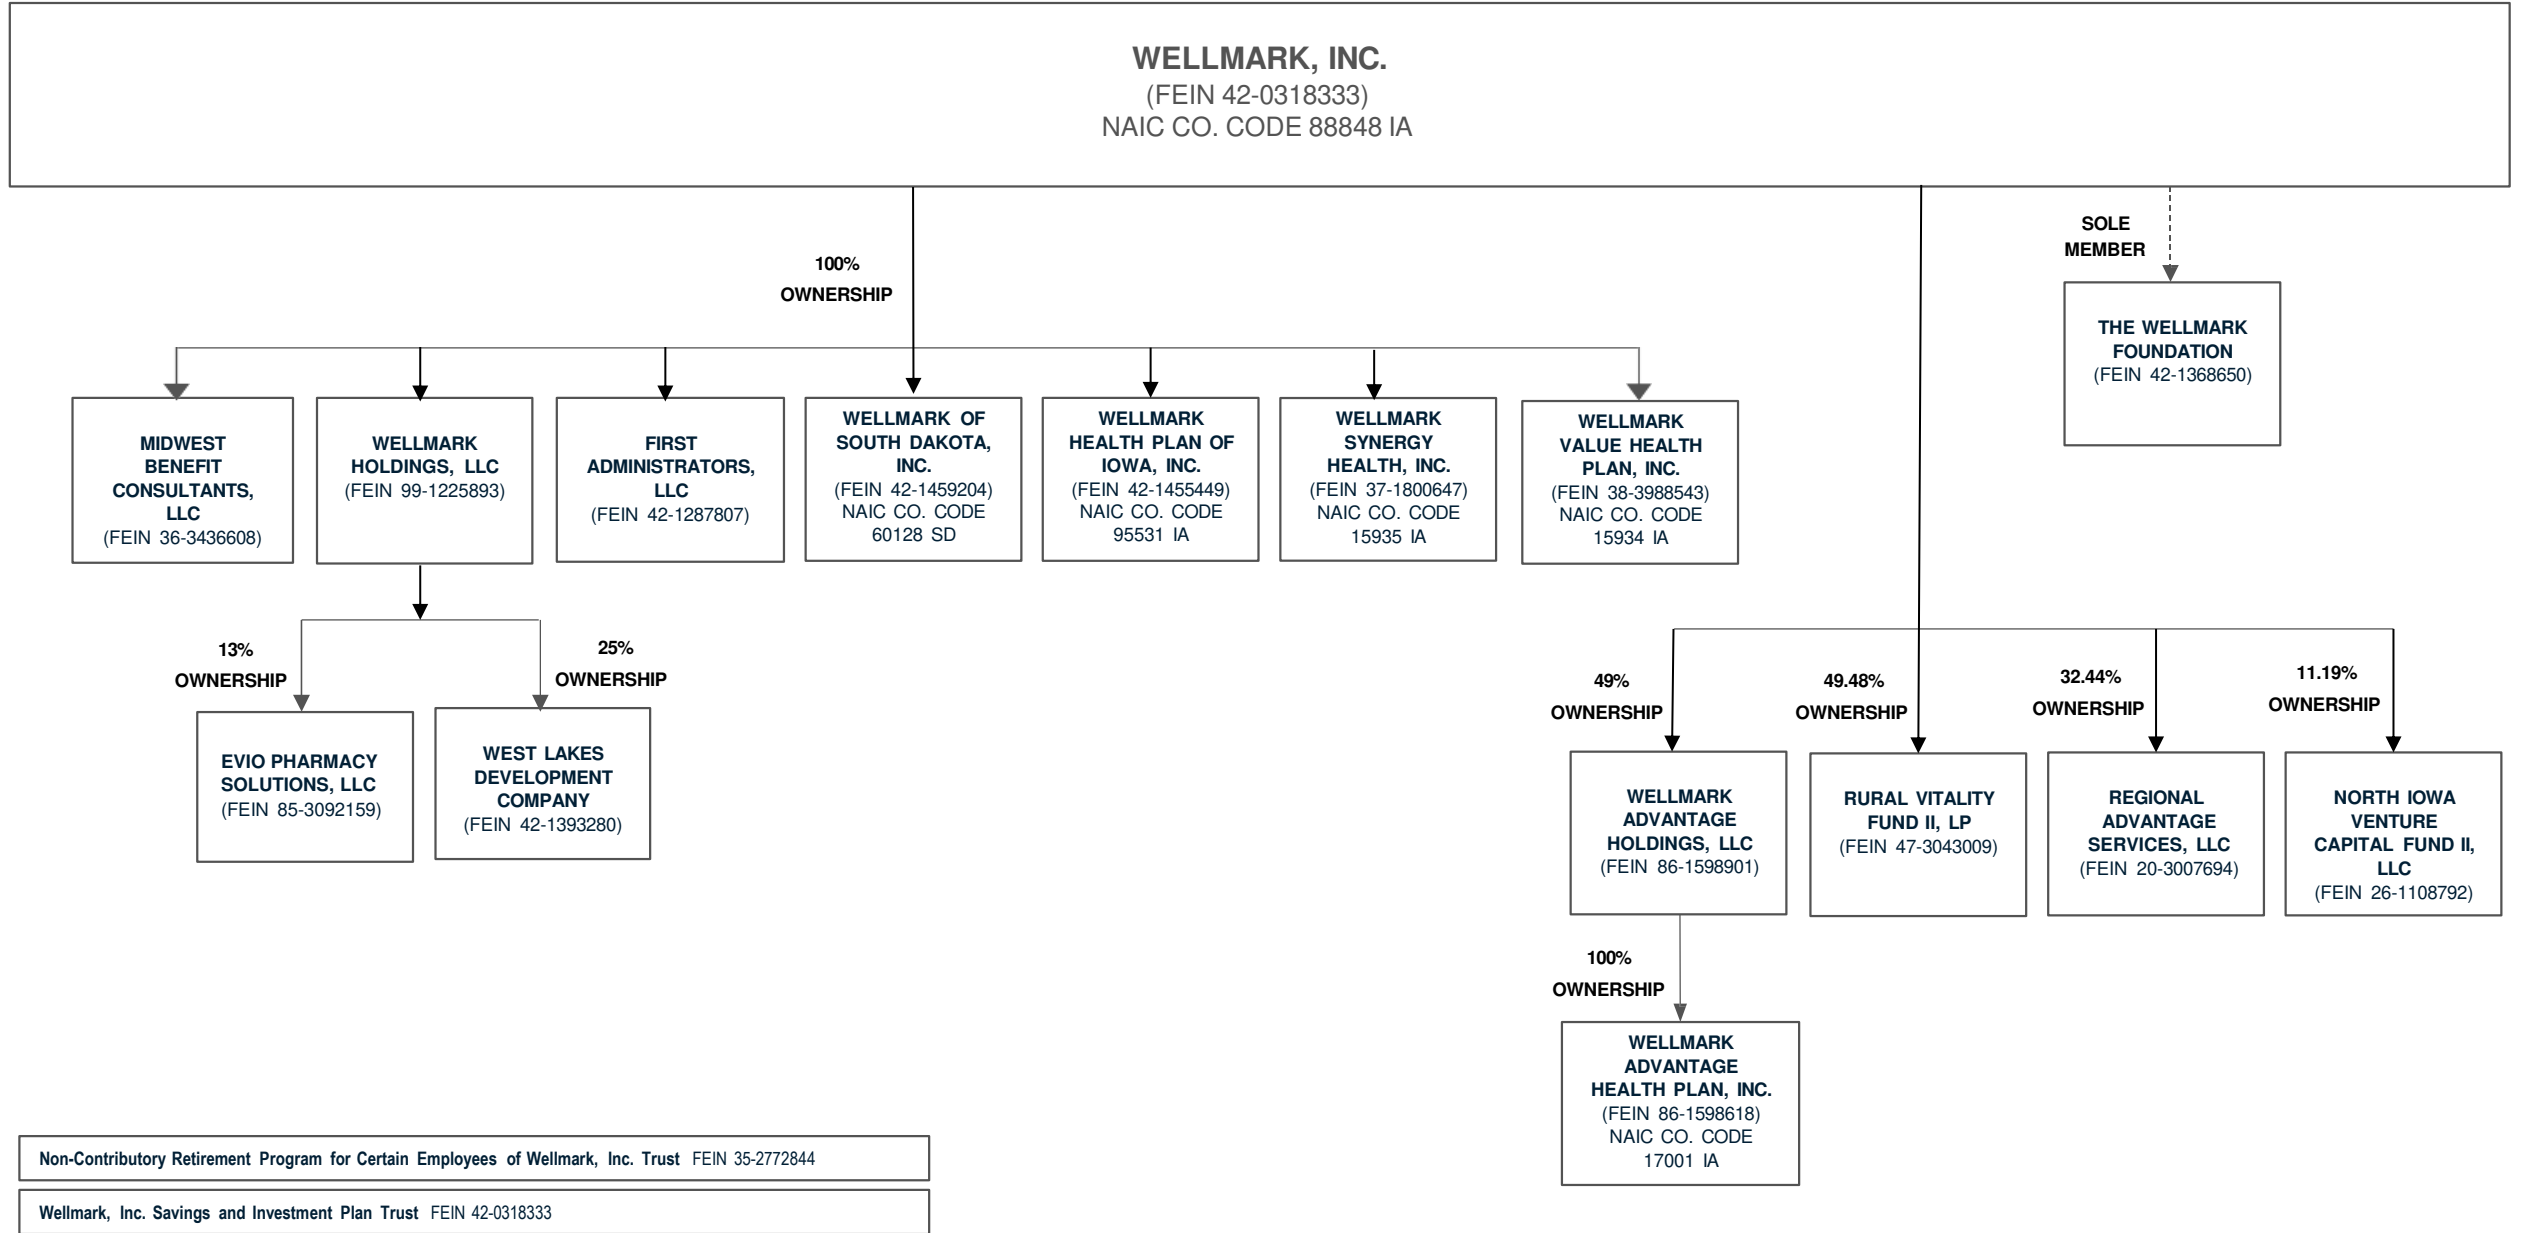 WELLMARK, INC.
(FEIN 42-0318333)
NAIC CO. CODE 88848 IA
100%
OWNERSHIP
SOLE
MEMBER
THE WELLMARK
FOUNDATION
(FEIN 42-1368650)
MIDWEST
BENEFIT
CONSULTANTS,
LLC
(FEIN 36-3436608)
WELLMARK
HOLDINGS, LLC
(FEIN 99-1225893)
FIRST
ADMINISTRATORS,
LLC
(FEIN 42-1287807)
WELLMARK OF
SOUTH DAKOTA,
INC.
(FEIN 42-1459204)
NAIC CO. CODE
60128 SD
WELLMARK
HEALTH PLAN OF
IOWA, INC.
(FEIN 42-1455449)
NAIC CO. CODE
95531 IA
WELLMARK
SYNERGY
HEALTH, INC.
(FEIN 37-1800647)
NAIC CO. CODE
15935 IA
WELLMARK
VALUE HEALTH
PLAN, INC.
(FEIN 38-3988543)
NAIC CO. CODE
15934 IA
13%
OWNERSHIP
25%
OWNERSHIP
EVIO PHARMACY
SOLUTIONS, LLC
(FEIN 85-3092159)
WEST LAKES
DEVELOPMENT
COMPANY
(FEIN 42-1393280)
49%
OWNERSHIP
49.48%
OWNERSHIP
32.44%
OWNERSHIP
11.19%
OWNERSHIP
WELLMARK
ADVANTAGE
HOLDINGS, LLC
(FEIN 86-1598901)
RURAL VITALITY
FUND II, LP
(FEIN 47-3043009)
REGIONAL
ADVANTAGE
SERVICES, LLC
(FEIN 20-3007694)
NORTH IOWA
VENTURE
CAPITAL FUND II,
LLC
(FEIN 26-1108792)
100%
OWNERSHIP
WELLMARK
ADVANTAGE
HEALTH PLAN, INC.
(FEIN 86-1598618)
NAIC CO. CODE
17001 IA
Non-Contributory Retirement Program for Certain Employees of Wellmark, Inc. Trust FEIN 35-2772844
Wellmark, Inc. Savings and Investment Plan Trust FEIN 42-0318333